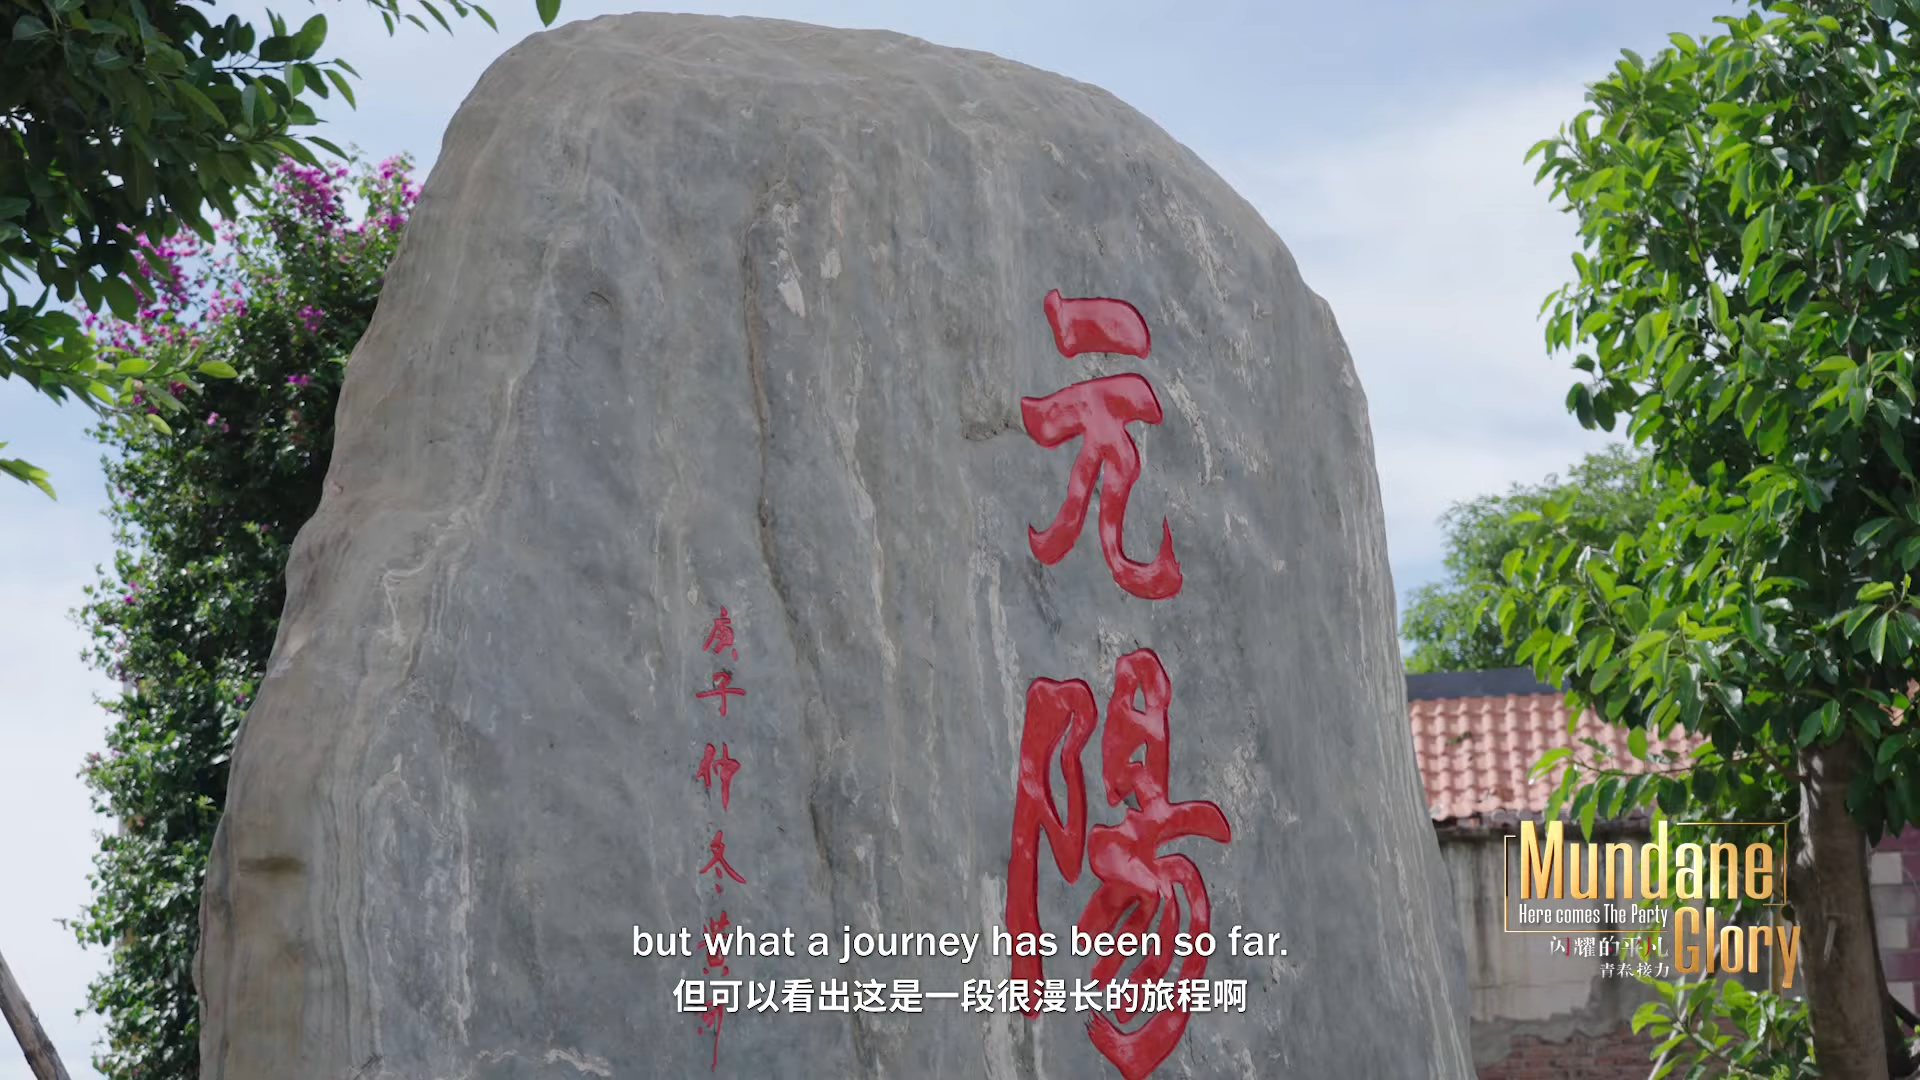 元陽
庚子仲冬黄
Mundane
Here comes The Party
Glory
闪耀的平凡
青春接力
but what a journey has been so far.
但可以看出这是一段很漫长的旅程啊